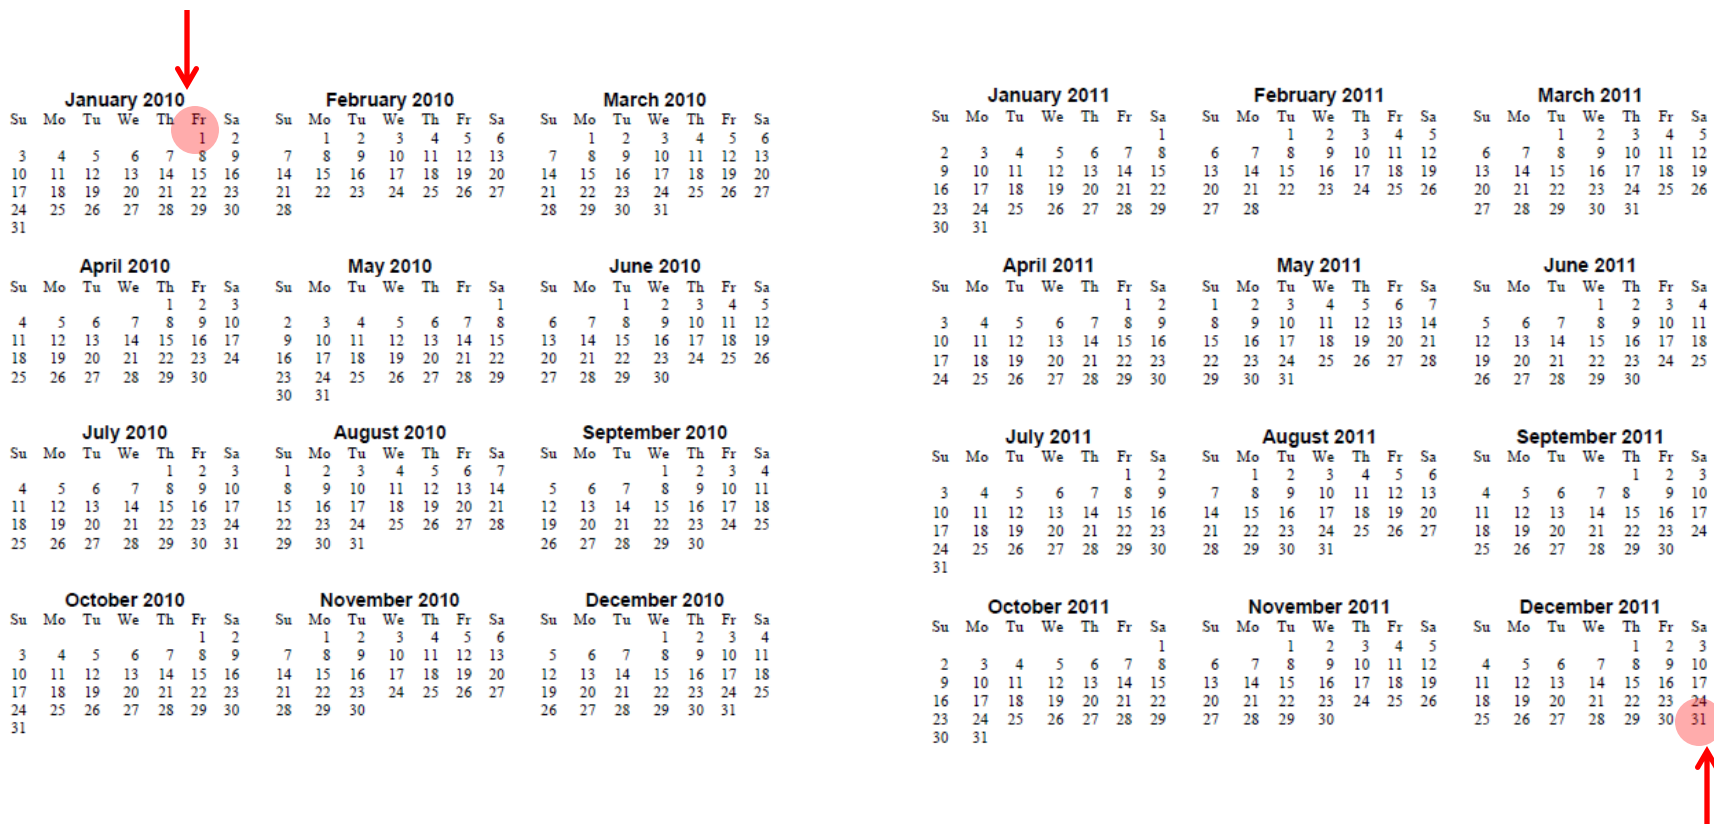 January 2010
Su Mo Tu We Th Fr Sa
1 2
3 4 5 6 7 8 9
10 11 12 13 14 15 16
17 18 19 20 21 22 23
24 25 26 27 28 29 30
31
February 2010
Su Mo Tu We Th Fr Sa
1 2 3 4 5 6
7 8 9 10 11 12 13
14 15 16 17 18 19 20
21 22 23 24 25 26 27
28
March 2010
Su Mo Tu We Th Fr Sa
1 2 3 4 5 6
7 8 9 10 11 12 13
14 15 16 17 18 19 20
21 22 23 24 25 26 27
28 29 30 31
April 2010
Su Mo Tu We Th Fr Sa
1 2 3
4 5 6 7 8 9 10
11 12 13 14 15 16 17
18 19 20 21 22 23 24
25 26 27 28 29 30
May 2010
Su Mo Tu We Th Fr Sa
1
2 3 4 5 6 7 8
9 10 11 12 13 14 15
16 17 18 19 20 21 22
23 24 25 26 27 28 29
30 31
June 2010
Su Mo Tu We Th Fr Sa
1 2 3 4 5
6 7 8 9 10 11 12
13 14 15 16 17 18 19
20 21 22 23 24 25 26
27 28 29 30
July 2010
Su Mo Tu We Th Fr Sa
1 2 3
4 5 6 7 8 9 10
11 12 13 14 15 16 17
18 19 20 21 22 23 24
25 26 27 28 29 30 31
August 2010
Su Mo Tu We Th Fr Sa
1 2 3 4 5 6 7
8 9 10 11 12 13 14
15 16 17 18 19 20 21
22 23 24 25 26 27 28
29 30 31
September 2010
Su Mo Tu We Th Fr Sa
1 2 3 4
5 6 7 8 9 10 11
12 13 14 15 16 17 18
19 20 21 22 23 24 25
26 27 28 29 30
October 2010
Su Mo Tu We Th Fr Sa
1 2
3 4 5 6 7 8 9
10 11 12 13 14 15 16
17 18 19 20 21 22 23
24 25 26 27 28 29 30
31
November 2010
Su Mo Tu We Th Fr Sa
1 2 3 4 5 6
7 8 9 10 11 12 13
14 15 16 17 18 19 20
21 22 23 24 25 26 27
28 29 30
December 2010
Su Mo Tu We Th Fr Sa
1 2 3 4
5 6 7 8 9 10 11
12 13 14 15 16 17 18
19 20 21 22 23 24 25
26 27 28 29 30 31
January 2011
Su Mo Tu We Th Fr Sa
1
2 3 4 5 6 7 8
9 10 11 12 13 14 15
16 17 18 19 20 21 22
23 24 25 26 27 28 29
30 31
February 2011
Su Mo Tu We Th Fr Sa
1 2 3 4 5
6 7 8 9 10 11 12
13 14 15 16 17 18 19
20 21 22 23 24 25 26
27 28
March 2011
Su Mo Tu We Th Fr Sa
1 2 3 4 5
6 7 8 9 10 11 12
13 14 15 16 17 18 19
20 21 22 23 24 25 26
27 28 29 30 31
April 2011
Su Mo Tu We Th Fr Sa
1 2
3 4 5 6 7 8 9
10 11 12 13 14 15 16
17 18 19 20 21 22 23
24 25 26 27 28 29 30
May 2011
Su Mo Tu We Th Fr Sa
1 2 3 4 5 6 7
8 9 10 11 12 13 14
15 16 17 18 19 20 21
22 23 24 25 26 27 28
29 30 31
June 2011
Su Mo Tu We Th Fr Sa
1 2 3 4
5 6 7 8 9 10 11
12 13 14 15 16 17 18
19 20 21 22 23 24 25
26 27 28 29 30
July 2011
Su Mo Tu We Th Fr Sa
1 2
3 4 5 6 7 8 9
10 11 12 13 14 15 16
17 18 19 20 21 22 23
24 25 26 27 28 29 30
31
August 2011
Su Mo Tu We Th Fr Sa
1 2 3 4 5 6
7 8 9 10 11 12 13
14 15 16 17 18 19 20
21 22 23 24 25 26 27
28 29 30 31
September 2011
Su Mo Tu We Th Fr Sa
1 2 3
4 5 6 7 8 9 10
11 12 13 14 15 16 17
18 19 20 21 22 23 24
25 26 27 28 29 30
October 2011
Su Mo Tu We Th Fr Sa
1
2 3 4 5 6 7 8
9 10 11 12 13 14 15
16 17 18 19 20 21 22
23 24 25 26 27 28 29
30 31
November 2011
Su Mo Tu We Th Fr Sa
1 2 3 4 5
6 7 8 9 10 11 12
13 14 15 16 17 18 19
20 21 22 23 24 25 26
27 28 29 30
December 2011
Su Mo Tu We Th Fr Sa
1 2 3
4 5 6 7 8 9 10
11 12 13 14 15 16 17
18 19 20 21 22 23 24
25 26 27 28 29 30 31